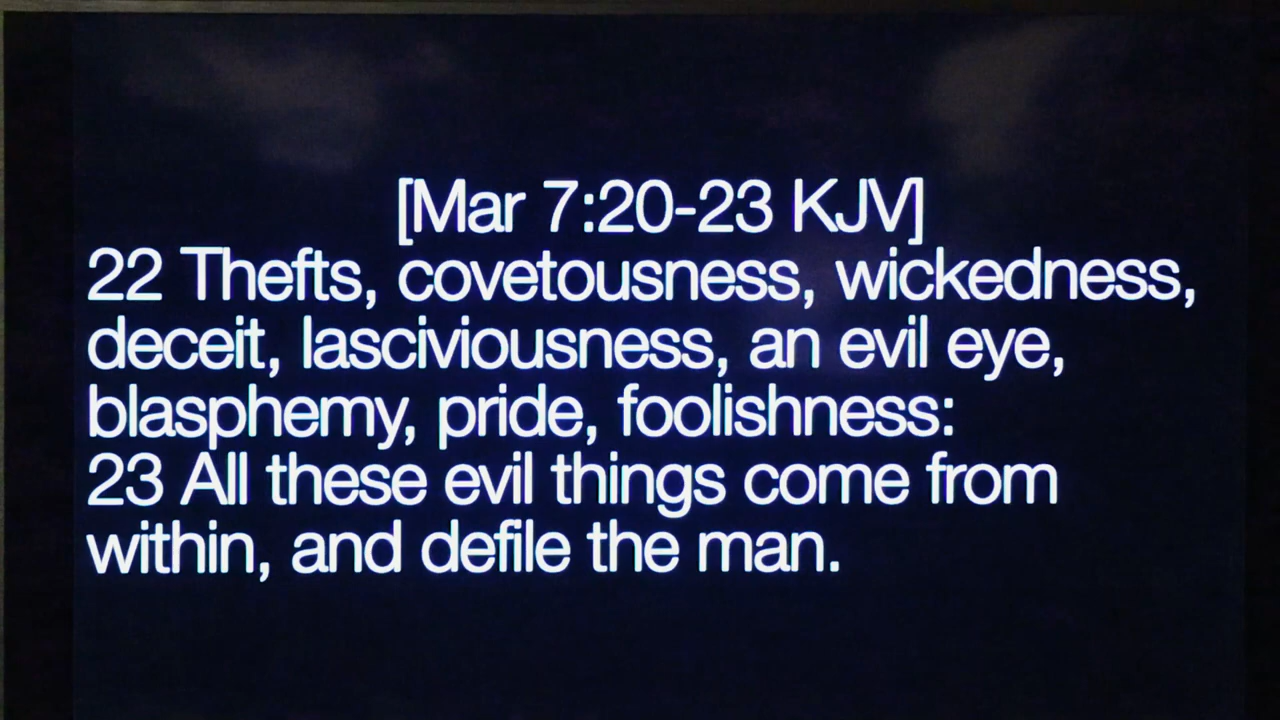 [Mar 7:20-23 KJV]
22 Thefts, covetousness, wickedness,
deceit, lasciviousness, an evil eye,
blasphemy, pride, foolishness:
23 All these evil things come from
within, and defile the man.